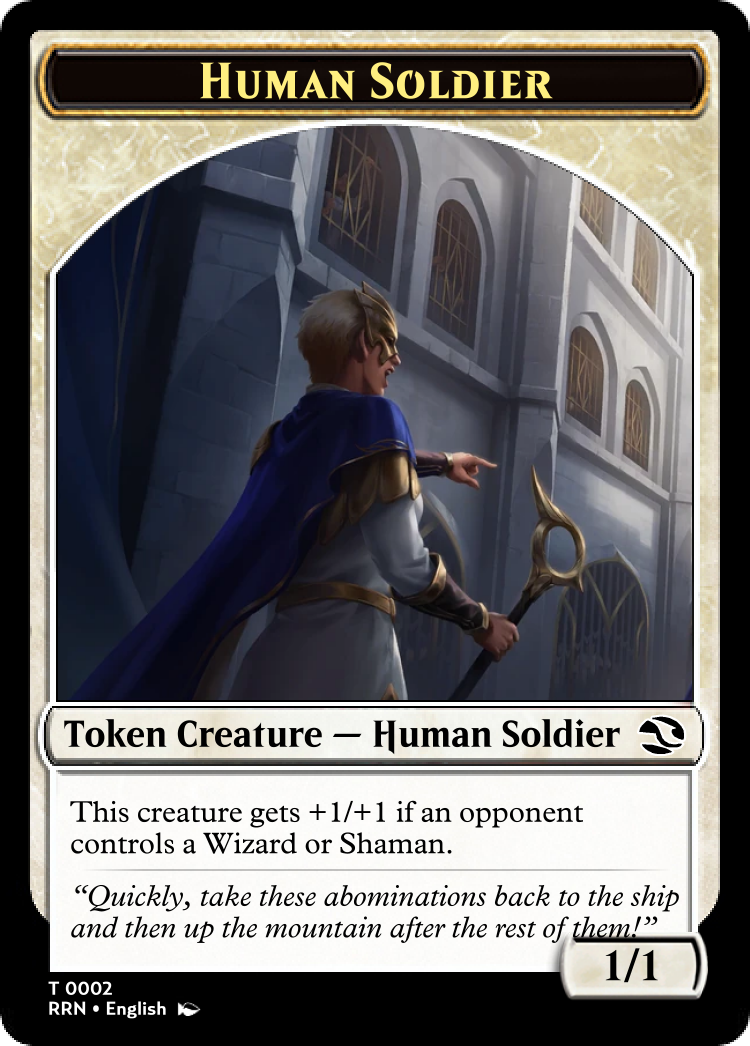 Human Soldier
Token Creature — Human Soldier
This creature gets +1/+1 if an opponent
controls a Wizard or Shaman.
“Quickly, take these abominations back to the ship
and then up the mountain after the rest of them!”
1/1
T 0002
RRN • English